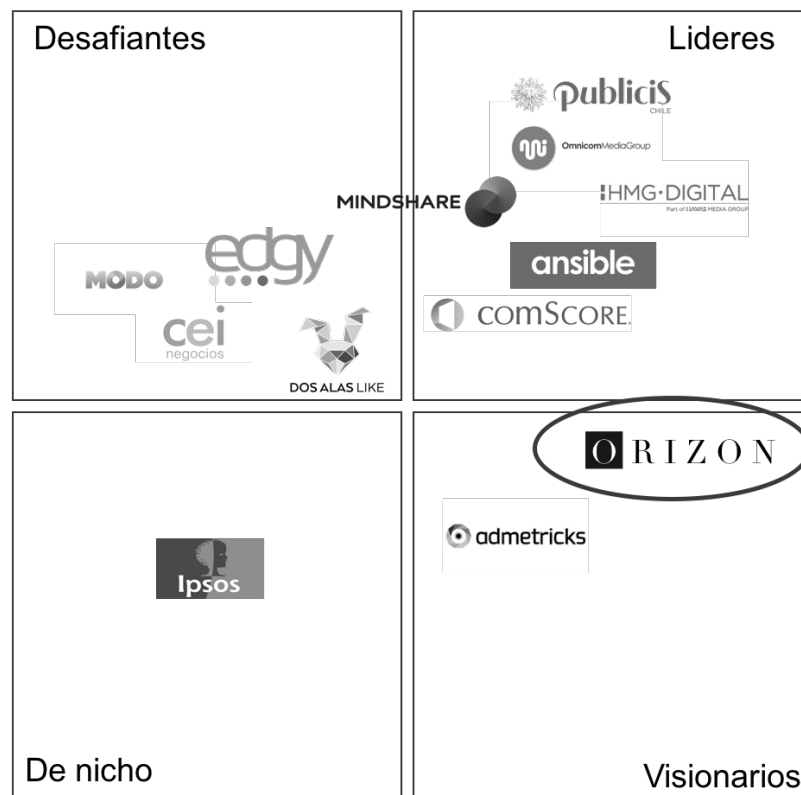 Desafiantes
Lideres
publicis
CHILE
OmnicomMediaGroup
MINDSHARE
HMG·DIGITAL
Part of HAVAS MEDIA GROUP
edgy
MODO
ansible
comSCORE.
cei
negocios
DOS ALAS LIKE
ORIZON
admetricks
Ipsos
De nicho
Visionarios